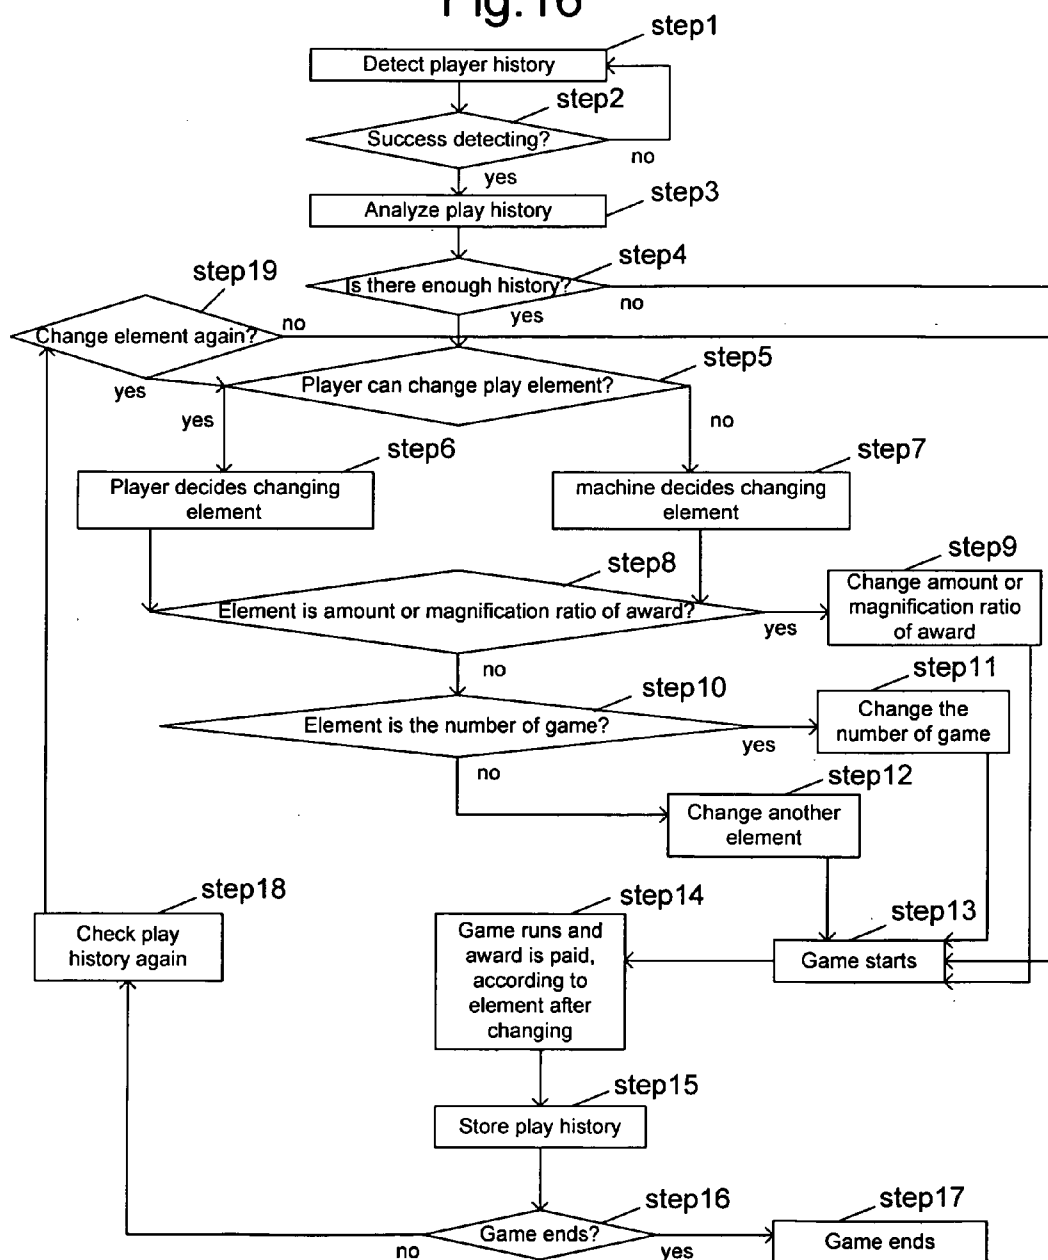 Fig.16
step1
Detect player history
step2
Success detecting?
no
yes
step3
Analyze play history
step4
Is there enough history?
no
yes
step19
Change element again?
no
yes
step5
Player can change play element?
yes
no
step6
Player decides changing
element
step7
machine decides changing
element
step8
Element is amount or magnification ratio of award?
yes
no
step9
Change amount or
magnification ratio
of award
step10
Element is the number of game?
yes
no
step11
Change the
number of game
step12
Change another
element
step13
Game starts
step14
Game runs and
award is paid,
according to
element after
changing
step15
Store play history
step16
Game ends?
no
yes
step17
Game ends
step18
Check play
history again